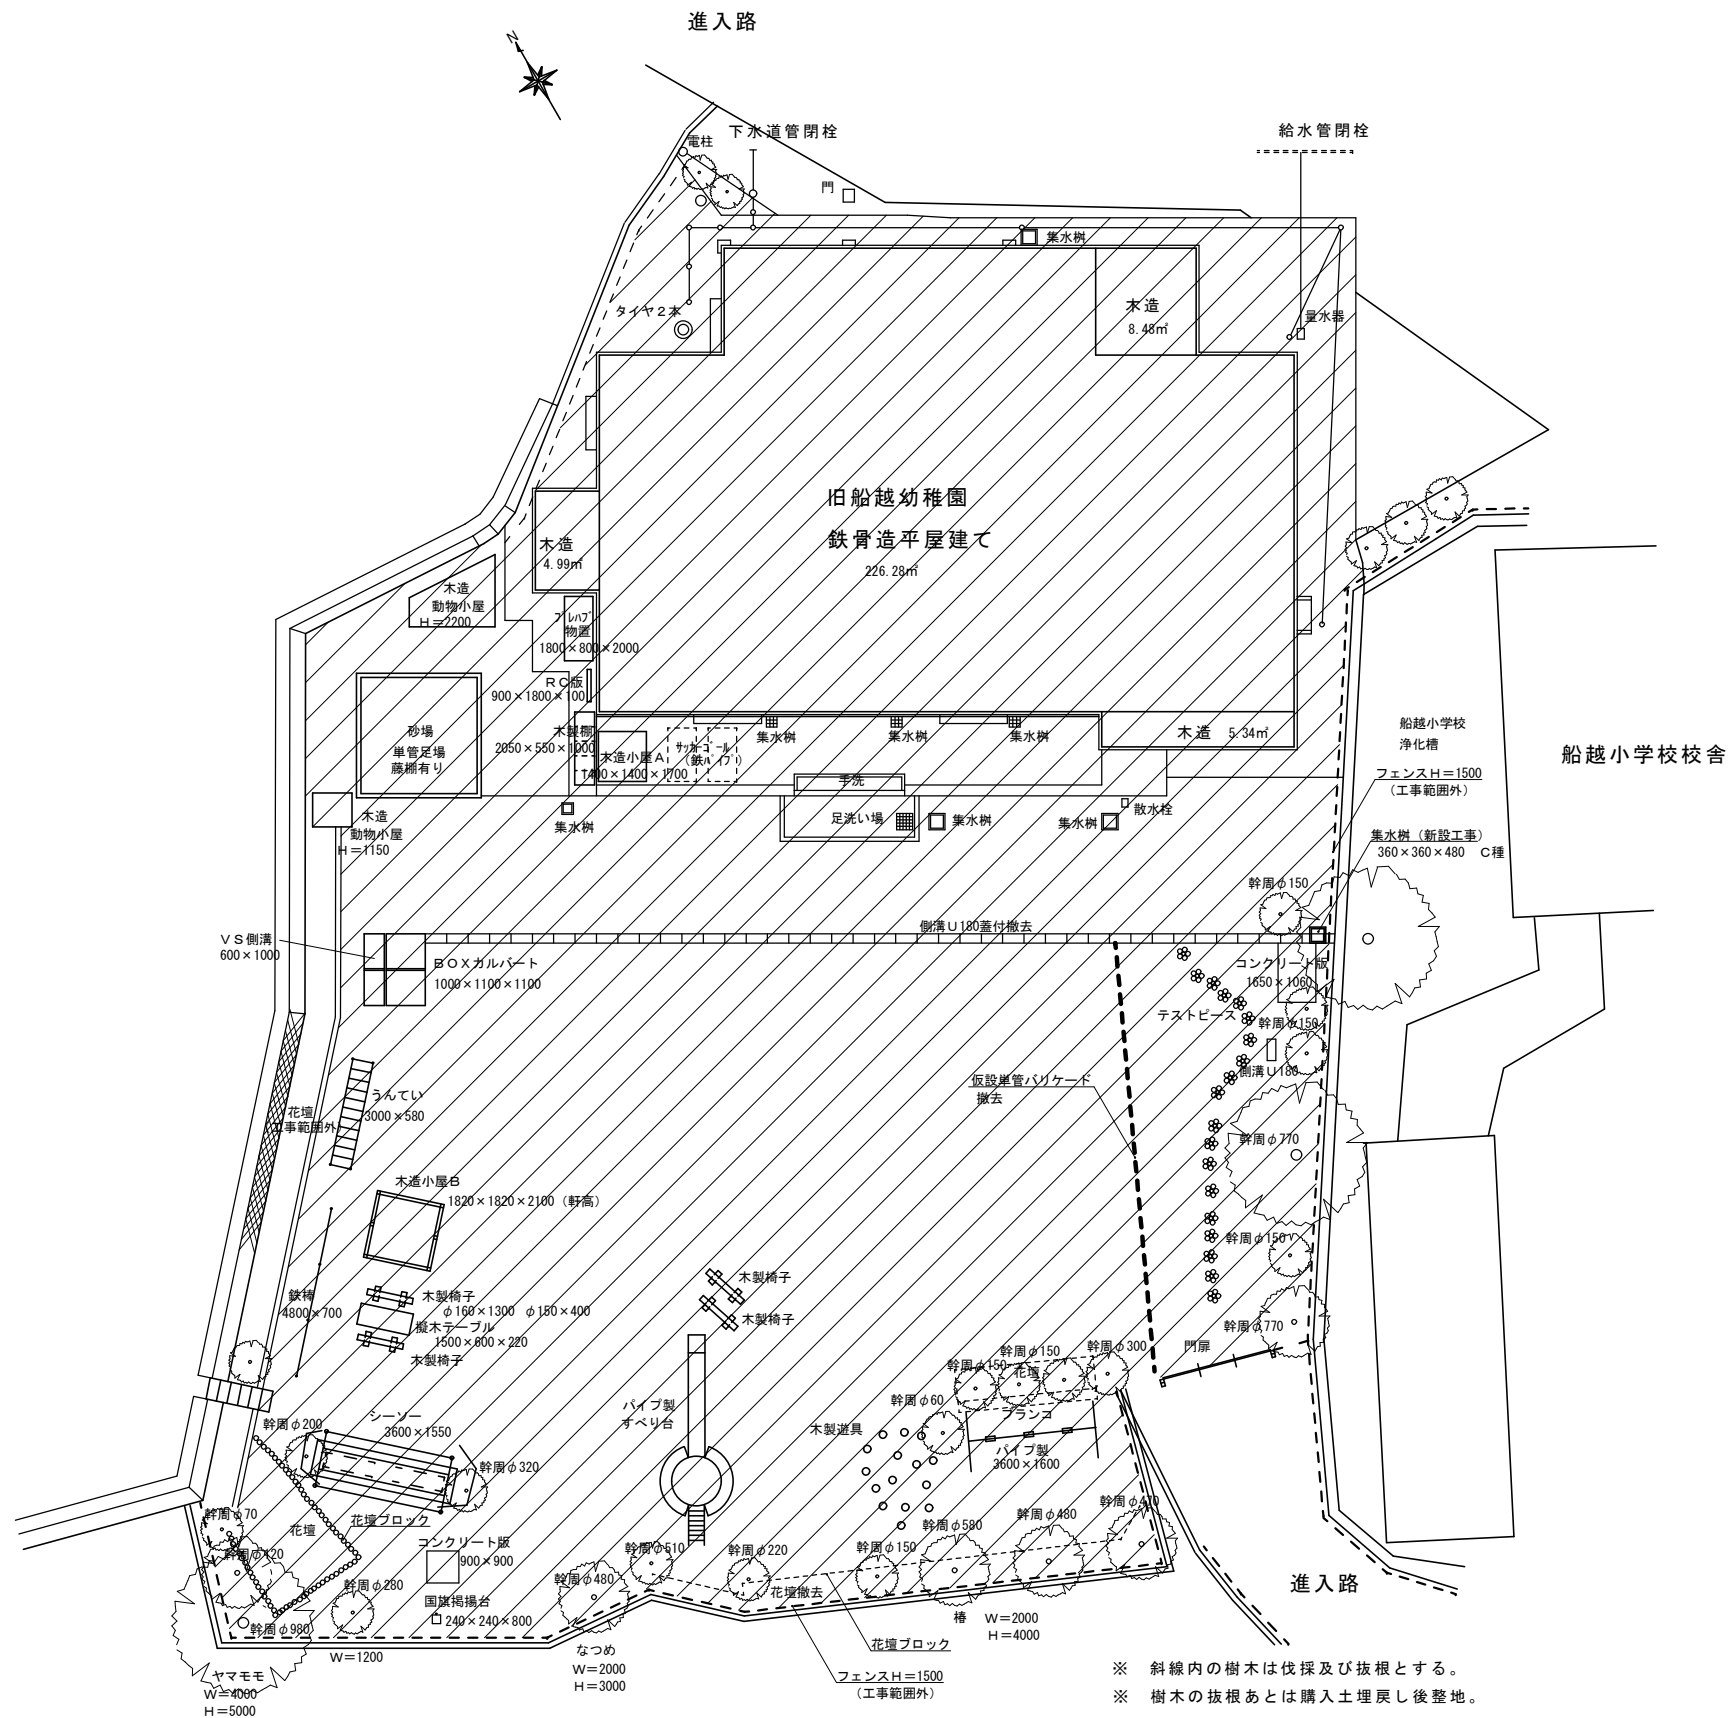 進入路
N
電柱
下水道管閉栓
給水管閉栓
門
集水桝
タイヤ2本
木造
8.48㎡
量水器
旧船越幼稚園
鉄骨造平屋建て
226.28㎡
木造
4.99㎡
木造
動物小屋
H=2200
プレハブ
物置
1800×800×2000
RC版
900×1800×100
砂場
単管足場
藤棚有り
木製棚
2050×550×1000
木造小屋A
1400×1400×1700
サッカーゴール
(鉄パイプ)
集水桝
集水桝
集水桝
木造 5.34㎡
船越小学校
浄化槽
船越小学校校舎
フェンスH=1500
(工事範囲外)
手洗
足洗い場
集水桝
集水桝
散水栓
集水桝
木造
動物小屋
H=1150
集水桝(新設工事)
360×360×480 C種
幹周φ150
側溝U180蓋付撤去
VS側溝
600×1000
BOXカルバート
1000×1100×1100
コンクリート版
1650×1060
テストピース
幹周φ150
側溝U180
仮設単管バリケード
撤去
うんてい
3000×580
花壇
(工事範囲外)
幹周φ770
木造小屋B
1820×1820×2100(軒高)
幹周φ150
木製椅子
木製椅子
鉄棒
4800×700
木製椅子
φ160×1300 φ150×400
擬木テーブル
1500×600×220
木製椅子
幹周φ770
門扉
幹周φ150
幹周φ150
幹周φ300
花壇
幹周φ60
ブランコ
パイプ製
3600×1600
木製遊具
パイプ製
すべり台
シーソー
3600×1550
幹周φ200
幹周φ320
幹周φ70
花壇
花壇ブロック
幹周φ120
コンクリート版
900×900
幹周φ280
国旗掲揚台
240×240×800
幹周φ980
ヤマモモ
W=4000
H=5000
W=1200
幹周φ510
幹周φ480
幹周φ220
幹周φ150
幹周φ580
幹周φ480
幹周φ470
花壇撤去
なつめ
W=2000
H=3000
椿 W=2000
H=4000
花壇ブロック
フェンスH=1500
(工事範囲外)
進入路
※ 斜線内の樹木は伐採及び抜根とする。
※ 樹木の抜根あとは購入土埋戻し後整地。